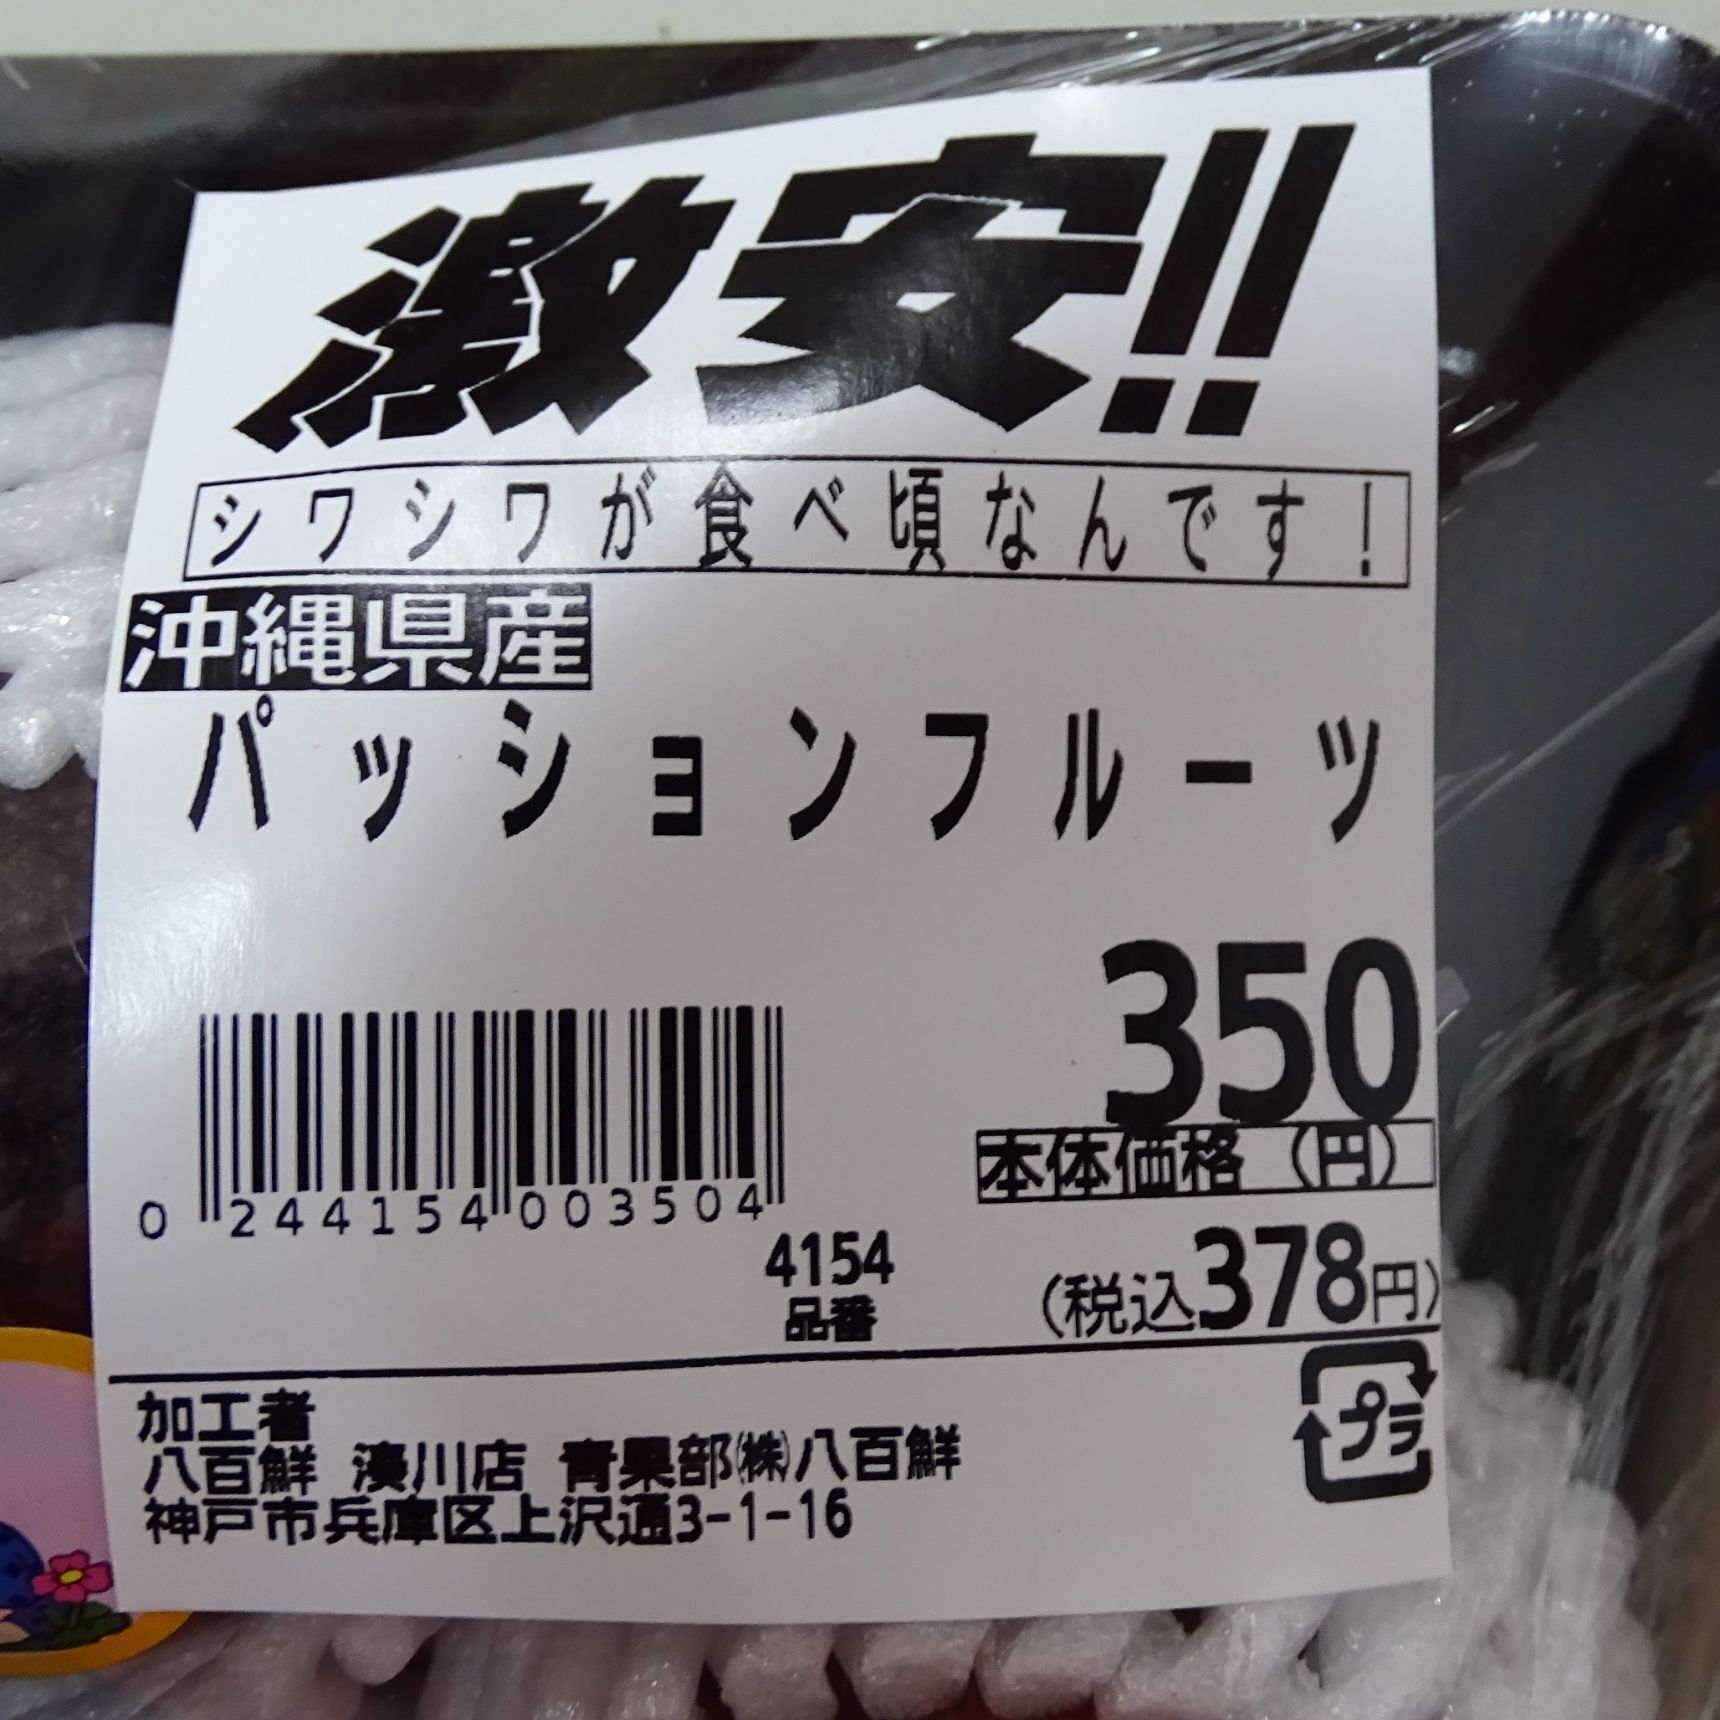 激安!!
シワシワが食べ頃なんです!
沖縄県産
パッションフルーツ
350
本体価格(円)
0 244154 003504
4154
品番
(税込378円)
プラ
加工者
八百鮮 湊川店 青果部㈱八百鮮
神戸市兵庫区上沢通3-1-16